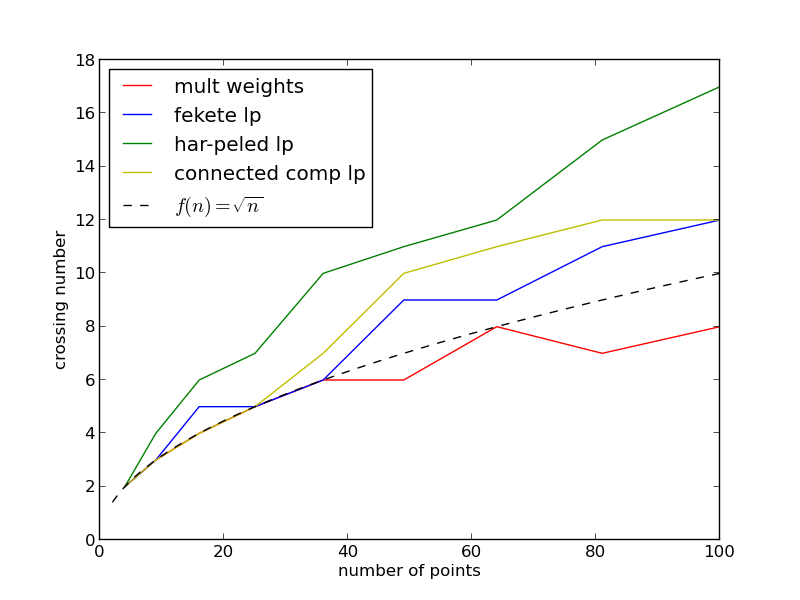 18
16
14
12
10
8
6
4
2
0
crossing number
mult weights
fekete lp
har-peled lp
connected comp lp
f(n)=√n
0 20 40 60 80 100
number of points